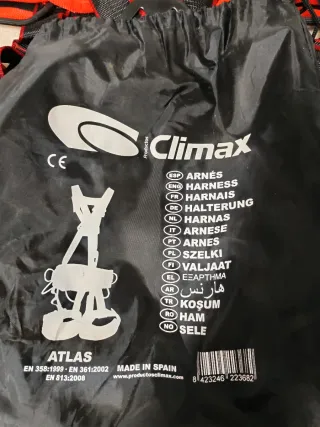 Productos
Climax
CE
ESP ARNÉS
ENG HARNESS
FR HARNAIS
DE HALTERUNG
NL HARNAS
IT ARNESE
PT ARNES
PL SZELKI
FI VALJAAT
EL ΕΞΑΡΤΗΜΑ
AR هارنس
TR KOŞUM
RO HAM
NO SELE
ATLAS
EN 358:1999 - EN 361:2002
EN 813:2008
MADE IN SPAIN
www.productosclimax.com
8 423246 223682